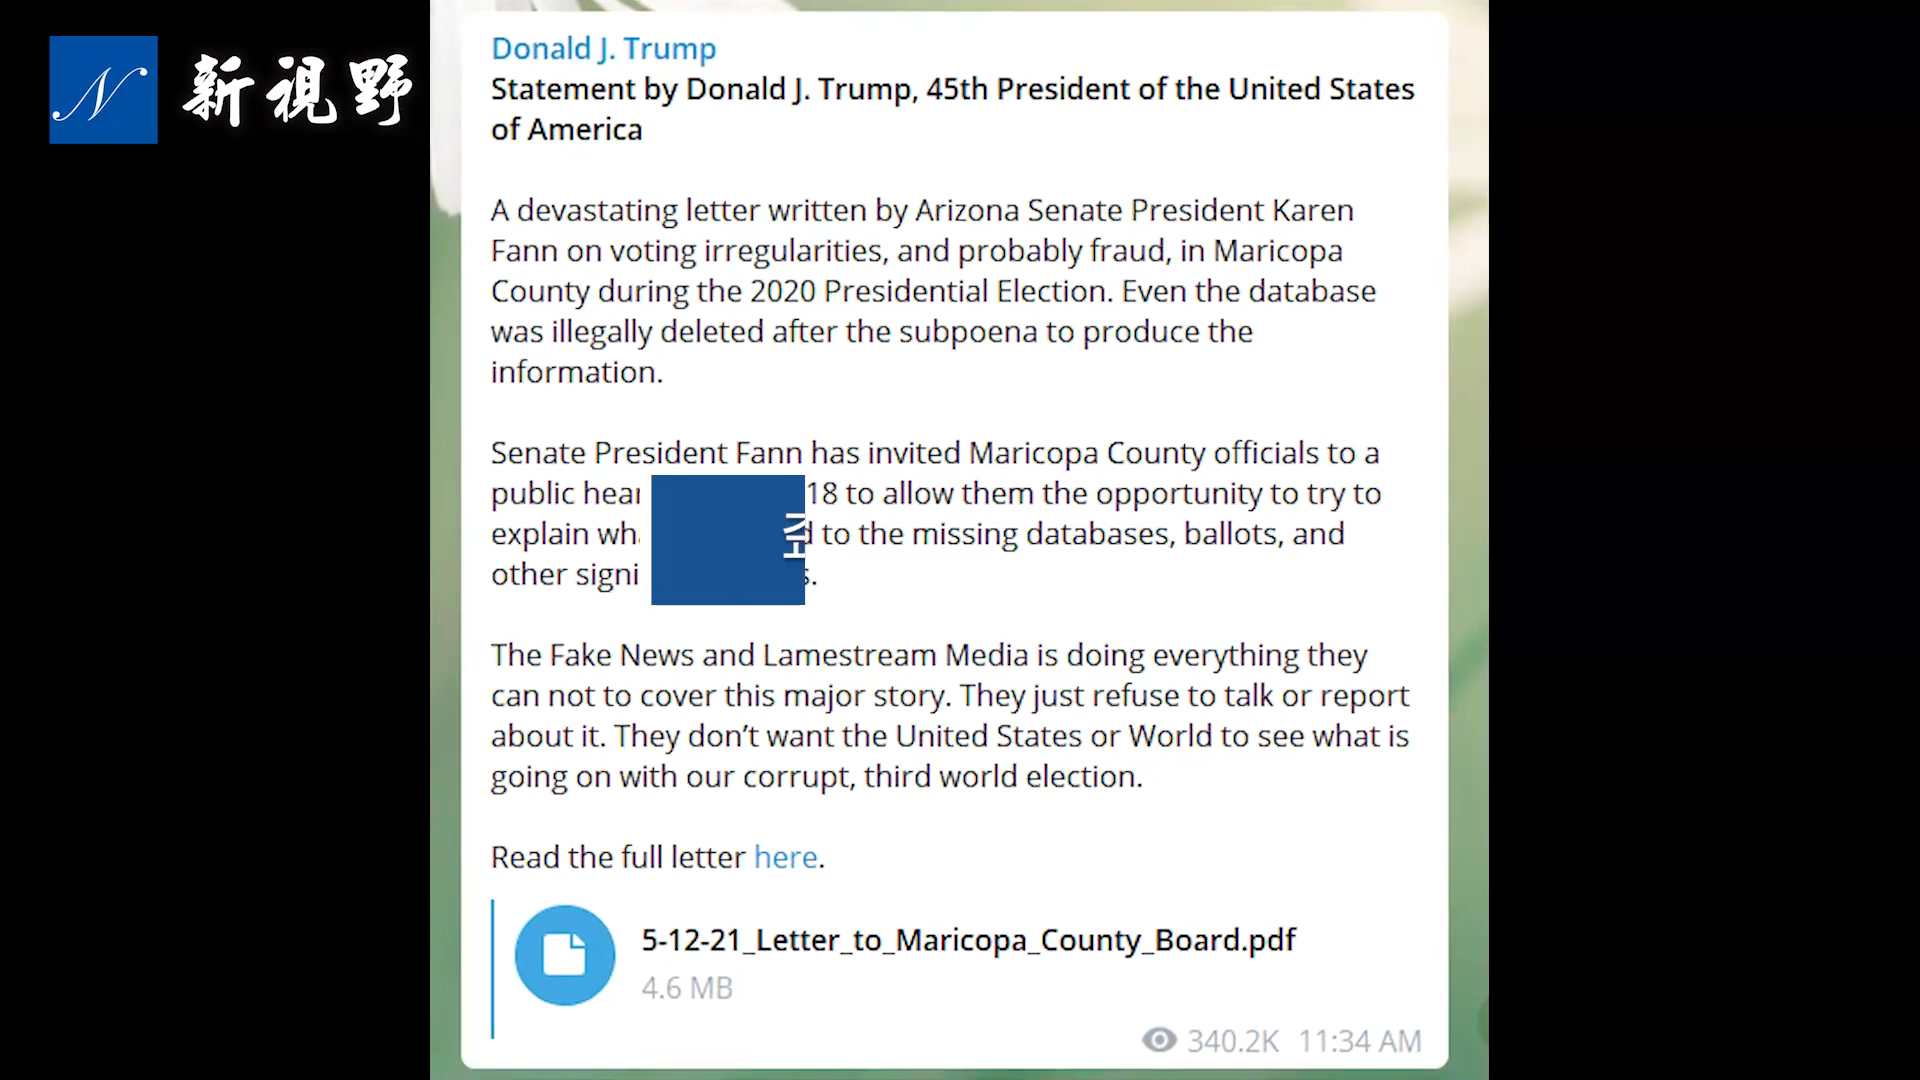 新視野
Donald J. Trump
Statement by Donald J. Trump, 45th President of the United States
of America
A devastating letter written by Arizona Senate President Karen
Fann on voting irregularities, and probably fraud, in Maricopa
County during the 2020 Presidential Election. Even the database
was illegally deleted after the subpoena to produce the
information.
Senate President Fann has invited Maricopa County officials to a
public 18 to allow them the opportunity to try to
explain to the missing databases, ballots, and
other
The Fake News and Lamestream Media is doing everything they
can not to cover this major story. They just refuse to talk or report
about it. They don’t want the United States or World to see what is
going on with our corrupt, third world election.
Read the full letter here.
5-12-21_Letter_to_Maricopa_County_Board.pdf
4.6 MB
340.2K 11:34 AM